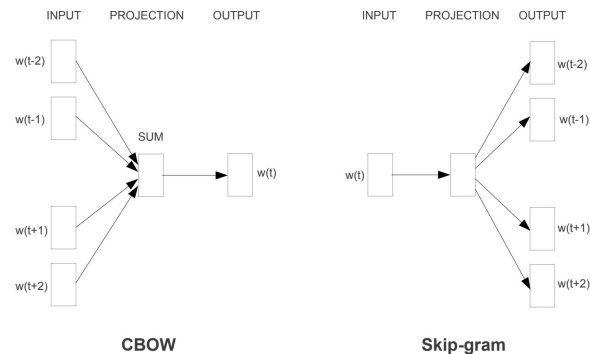 INPUT PROJECTION OUTPUT
w(t-2)
w(t-1)
SUM
w(t)
w(t+1)
w(t+2)
CBOW
INPUT PROJECTION OUTPUT
w(t-2)
w(t-1)
w(t)
w(t+1)
w(t+2)
Skip-gram